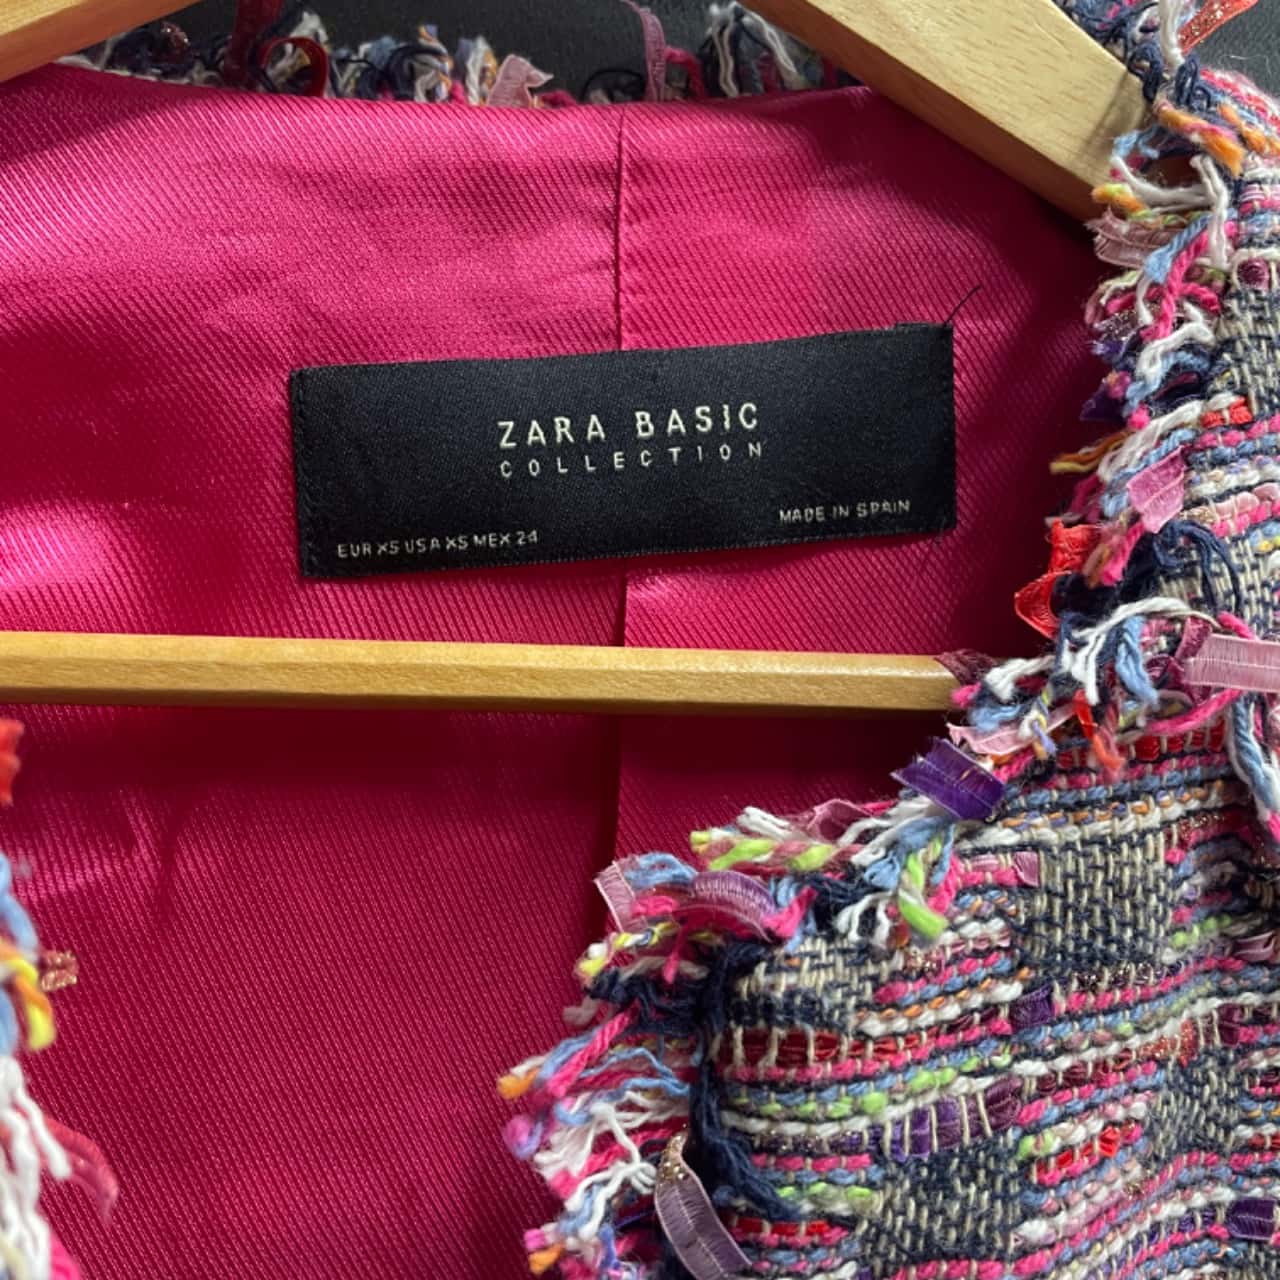 ZARA BASIC
COLLECTION
MADE IN SPAIN
EUR XS USA XS MEX 24